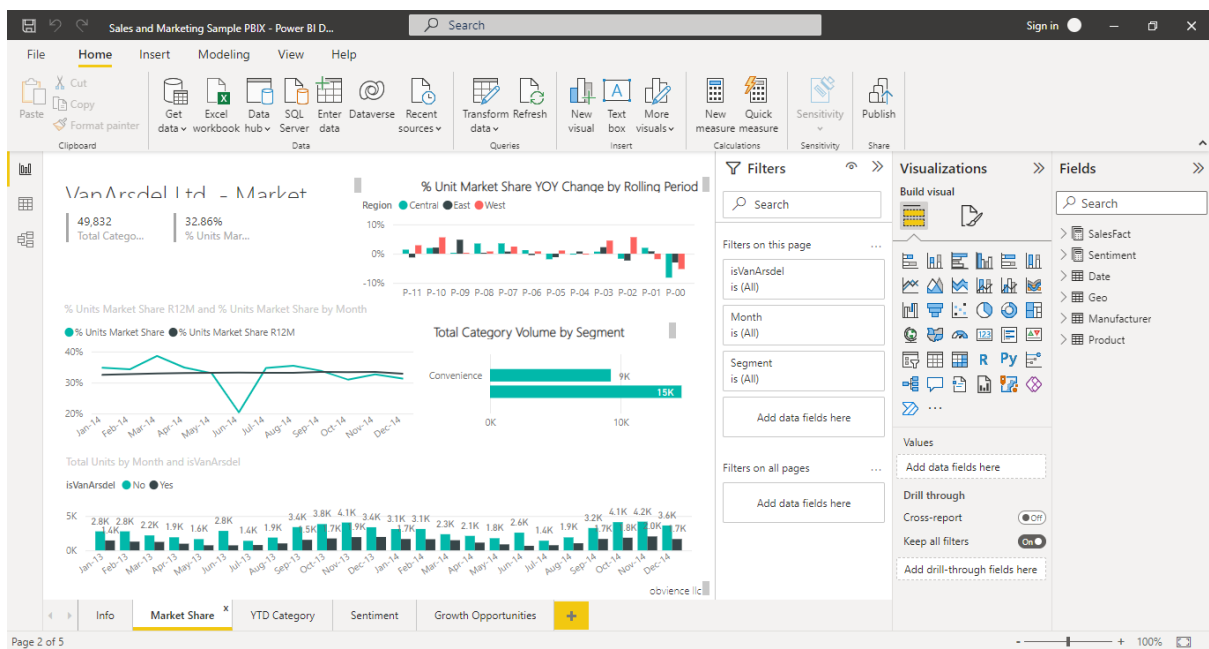 Sales and Marketing Sample PBIX - Power BI D...
Search
Sign in
File Home Insert Modeling View Help
Paste
Cut
Copy
Format painter
Clipboard
Get data
Excel workbook
Data hub
SQL Server
Enter data
Dataverse
Recent sources
Data
Transform data
Refresh
Queries
New visual
Text box
More visuals
Insert
New measure
Quick measure
Calculations
Sensitivity
Sensitivity
Publish
Share
VanArsdel Ltd. - Market
49,832
Total Catego...
32.86%
% Units Mar...
% Unit Market Share YOY Change by Rolling Period
Region Central East West
10%
0%
-10%
P-11 P-10 P-09 P-08 P-07 P-06 P-05 P-04 P-03 P-02 P-01 P-00
% Units Market Share R12M and % Units Market Share by Month
% Units Market Share % Units Market Share R12M
40%
30%
20%
Jan-14 Feb-14 Mar-14 Apr-14 May-14 Jun-14 Jul-14 Aug-14 Sep-14 Oct-14 Nov-14 Dec-14
Total Category Volume by Segment
Convenience
9K
15K
0K 10K
Total Units by Month and isVanArsdel
isVanArsdel No Yes
5K
0K
2.8K 2.8K 2.2K 1.9K 1.6K 2.8K 1.4K 1.9K 3.4K 3.8K 4.1K 3.4K 3.1K 3.1K 2.3K 2.1K 1.8K 2.6K 1.4K 1.9K 3.2K 4.1K 4.2K 3.6K
1.4K
Jan-13 Feb-13 Mar-13 Apr-13 May-13 Jun-13 Jul-13 Aug-13 Sep-13 Oct-13 Nov-13 Dec-13 Jan-14 Feb-14 Mar-14 Apr-14 May-14 Jun-14 Jul-14 Aug-14 Sep-14 Oct-14 Nov-14 Dec-14
obvience llc
Filters
Search
Filters on this page ...
isVanArsdel
is (All)
Month
is (All)
Segment
is (All)
Add data fields here
Filters on all pages ...
Add data fields here
Visualizations
Build visual
123
R Py
...
Values
Add data fields here
Drill through
Cross-report Off
Keep all filters On
Add drill-through fields here
Fields
Search
SalesFact
Sentiment
Date
Geo
Manufacturer
Product
Info
Market Share x
YTD Category
Sentiment
Growth Opportunities
+
Page 2 of 5
- + 100%